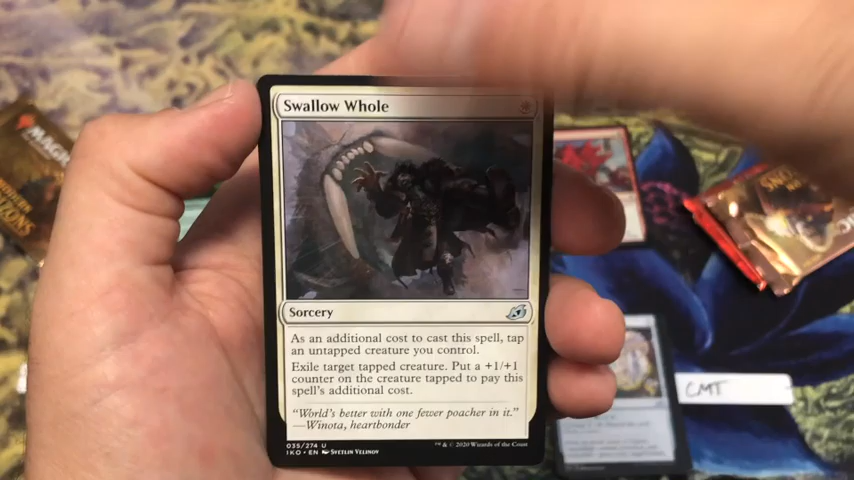 Swallow Whole
Sorcery
As an additional cost to cast this spell, tap
an untapped creature you control.
Exile target tapped creature. Put a +1/+1
counter on the creature tapped to pay this
spell's additional cost.
"World's better with one fewer poacher in it."
—Winota, heartbonder
035/274 U
IKO • EN Svetlin Velinov
™ & © 2020 Wizards of the Coast
MAGIC
CMT